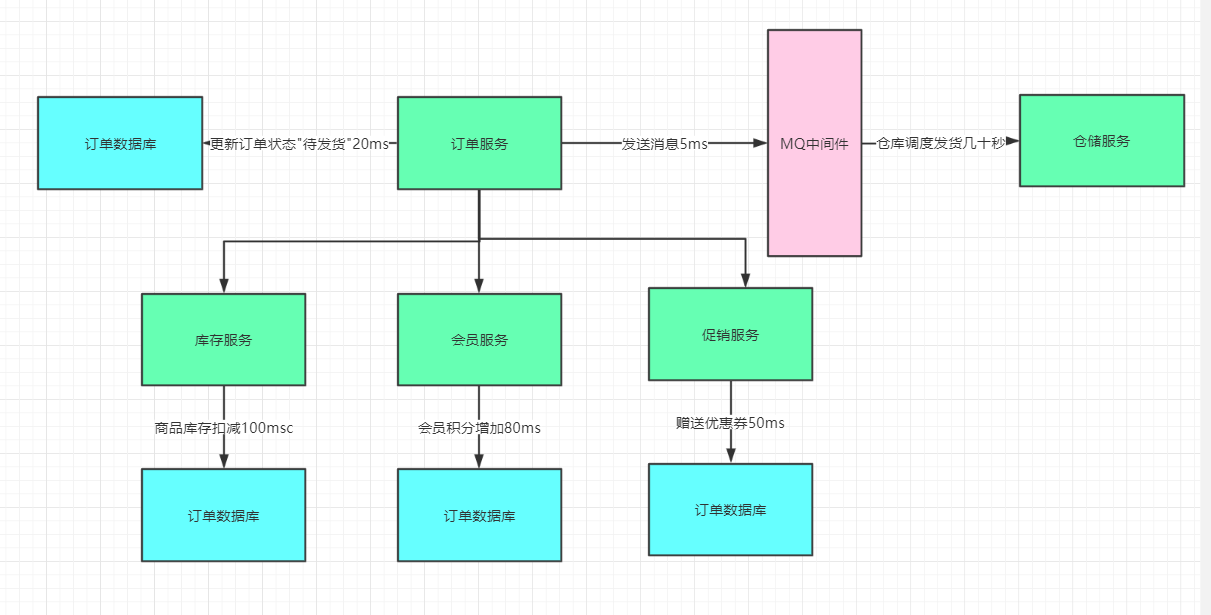 订单数据库
更新订单状态"待发货"20ms
订单服务
发送消息5ms
MQ中间件
仓库调度发货几十秒
仓储服务
库存服务
会员服务
促销服务
商品库存扣减100msc
会员积分增加80ms
赠送优惠券50ms
订单数据库
订单数据库
订单数据库